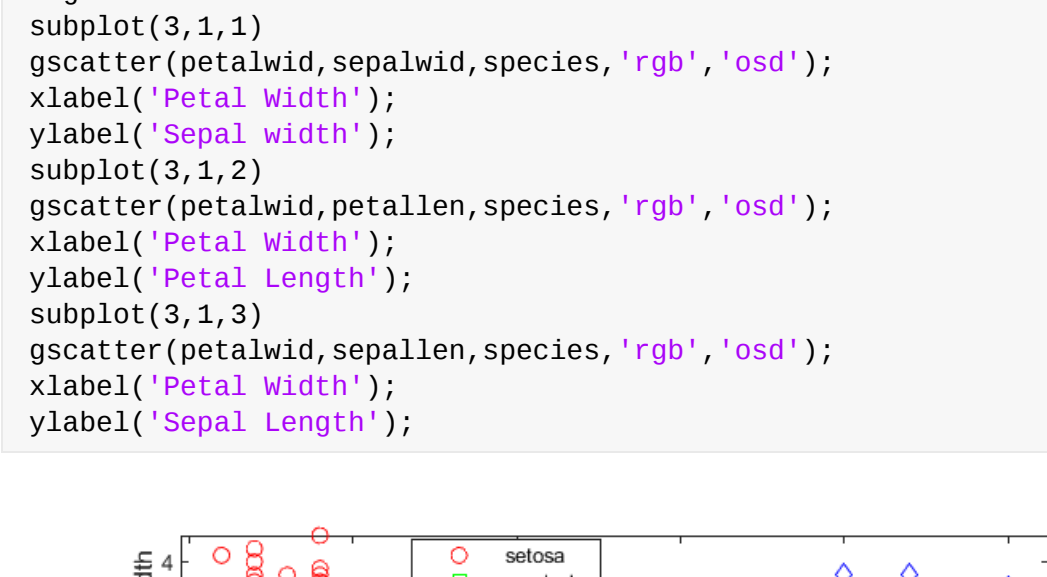 subplot(3,1,1)
gscatter(petalwid,sepalwid,species,'rgb','osd');
xlabel('Petal Width');
ylabel('Sepal width');
subplot(3,1,2)
gscatter(petalwid,petallen,species,'rgb','osd');
xlabel('Petal Width');
ylabel('Petal Length');
subplot(3,1,3)
gscatter(petalwid,sepallen,species,'rgb','osd');
xlabel('Petal Width');
ylabel('Sepal Length');
4
setosa